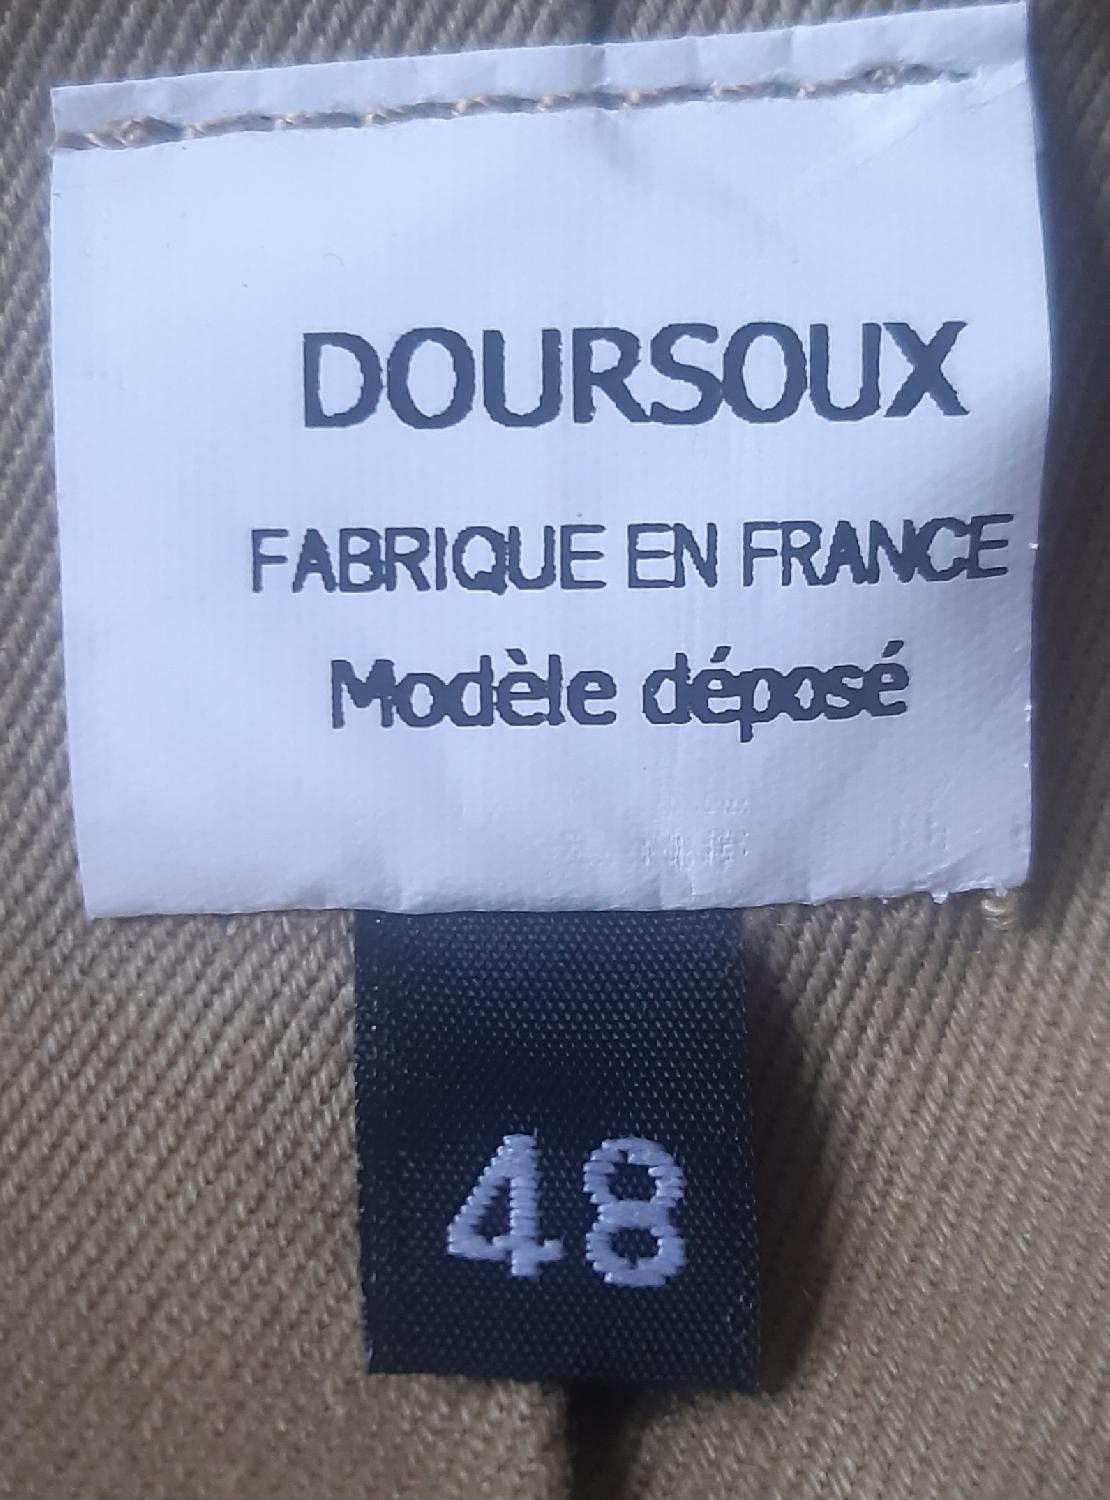 DOURSOUX
FABRIQUE EN FRANCE
Modèle déposé
48